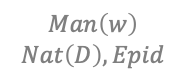 Man(w)
Nat(D), Epid